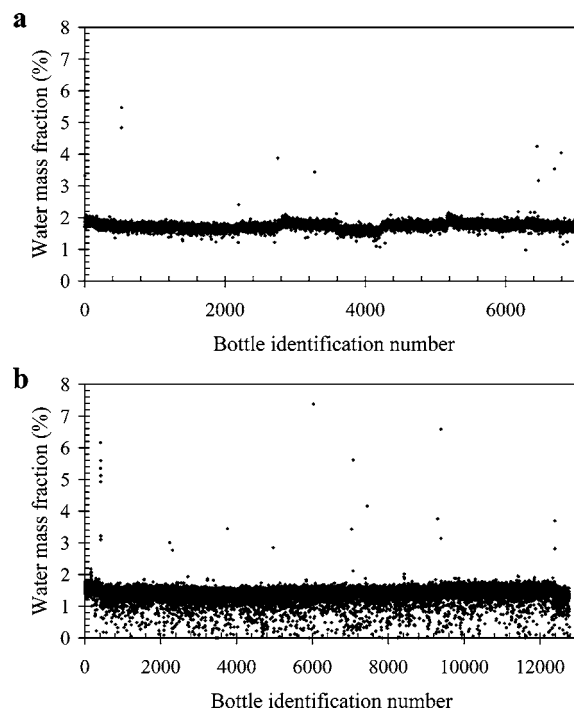 a
8
7
6
5
4
3
2
1
0
Water mass fraction (%)
0 2000 4000 6000
Bottle identification number
b
8
7
6
5
4
3
2
1
0
Water mass fraction (%)
0 2000 4000 6000 8000 10000 12000
Bottle identification number